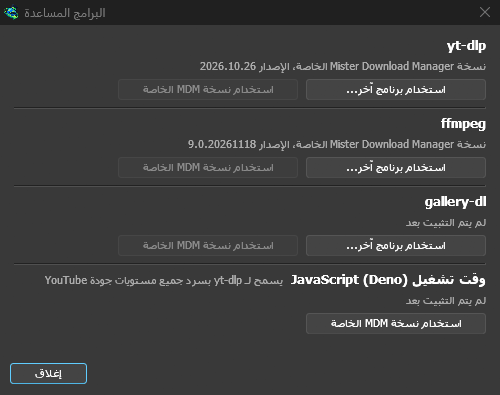 البرامج المساعدة
yt-dlp
نسخة Mister Download Manager الخاصة، الإصدار 2026.10.26
استخدام برنامج آخر...
استخدام نسخة MDM الخاصة
ffmpeg
نسخة Mister Download Manager الخاصة، الإصدار 9.0.20261118
استخدام برنامج آخر...
استخدام نسخة MDM الخاصة
gallery-dl
لم يتم التثبيت بعد
استخدام برنامج آخر...
استخدام نسخة MDM الخاصة
وقت تشغيل JavaScript (Deno) يسمح لـ yt-dlp بسرد جميع مستويات جودة YouTube
لم يتم التثبيت بعد
استخدام نسخة MDM الخاصة
إغلاق